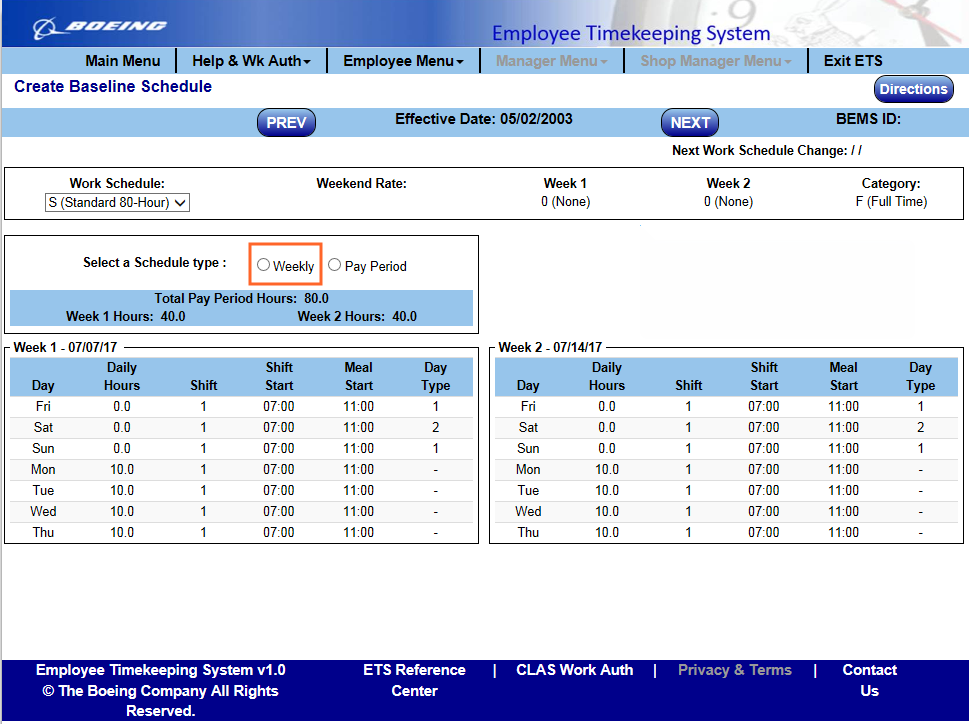 BOEING
Employee Timekeeping System
Main Menu Help & Wk Auth Employee Menu Manager Menu Shop Manager Menu Exit ETS
Create Baseline Schedule Directions
PREV Effective Date: 05/02/2003 NEXT BEMS ID:
Next Work Schedule Change: / /
Work Schedule: Weekend Rate: Week 1 Week 2 Category:
S (Standard 80-Hour) 0 (None) 0 (None) F (Full Time)
Select a Schedule type : Weekly Pay Period
Total Pay Period Hours: 80.0
Week 1 Hours: 40.0 Week 2 Hours: 40.0
Week 1 - 07/07/17
Daily Shift Meal Day
Day Hours Shift Start Start Type
Fri 0.0 1 07:00 11:00 1
Sat 0.0 1 07:00 11:00 2
Sun 0.0 1 07:00 11:00 1
Mon 10.0 1 07:00 11:00 -
Tue 10.0 1 07:00 11:00 -
Wed 10.0 1 07:00 11:00 -
Thu 10.0 1 07:00 11:00 -
Week 2 - 07/14/17
Daily Shift Meal Day
Day Hours Shift Start Start Type
Fri 0.0 1 07:00 11:00 1
Sat 0.0 1 07:00 11:00 2
Sun 0.0 1 07:00 11:00 1
Mon 10.0 1 07:00 11:00 -
Tue 10.0 1 07:00 11:00 -
Wed 10.0 1 07:00 11:00 -
Thu 10.0 1 07:00 11:00 -
Employee Timekeeping System v1.0
© The Boeing Company All Rights
Reserved.
ETS Reference | CLAS Work Auth | Privacy & Terms | Contact
Center Us